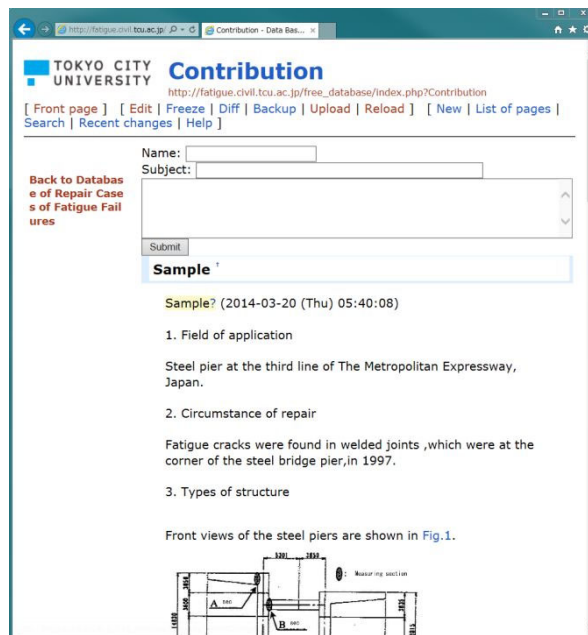 http://fatigue.civil.tcu.ac.jp/
Contribution - Data Bas...
TOKYO CITY
UNIVERSITY
Contribution
http://fatigue.civil.tcu.ac.jp/free_database/index.php?Contribution
[ Front page ] [ Edit | Freeze | Diff | Backup | Upload | Reload ] [ New | List of pages |
Search | Recent changes | Help ]
Name:
Subject:
Back to Databas
e of Repair Case
s of Fatigue Fail
ures
Submit
Sample †
Sample? (2014-03-20 (Thu) 05:40:08)
1. Field of application
Steel pier at the third line of The Metropolitan Expressway,
Japan.
2. Circumstance of repair
Fatigue cracks were found in welded joints ,which were at the
corner of the steel bridge pier,in 1997.
3. Types of structure
Front views of the steel piers are shown in Fig.1.
: Measuring section
A sec
B sec